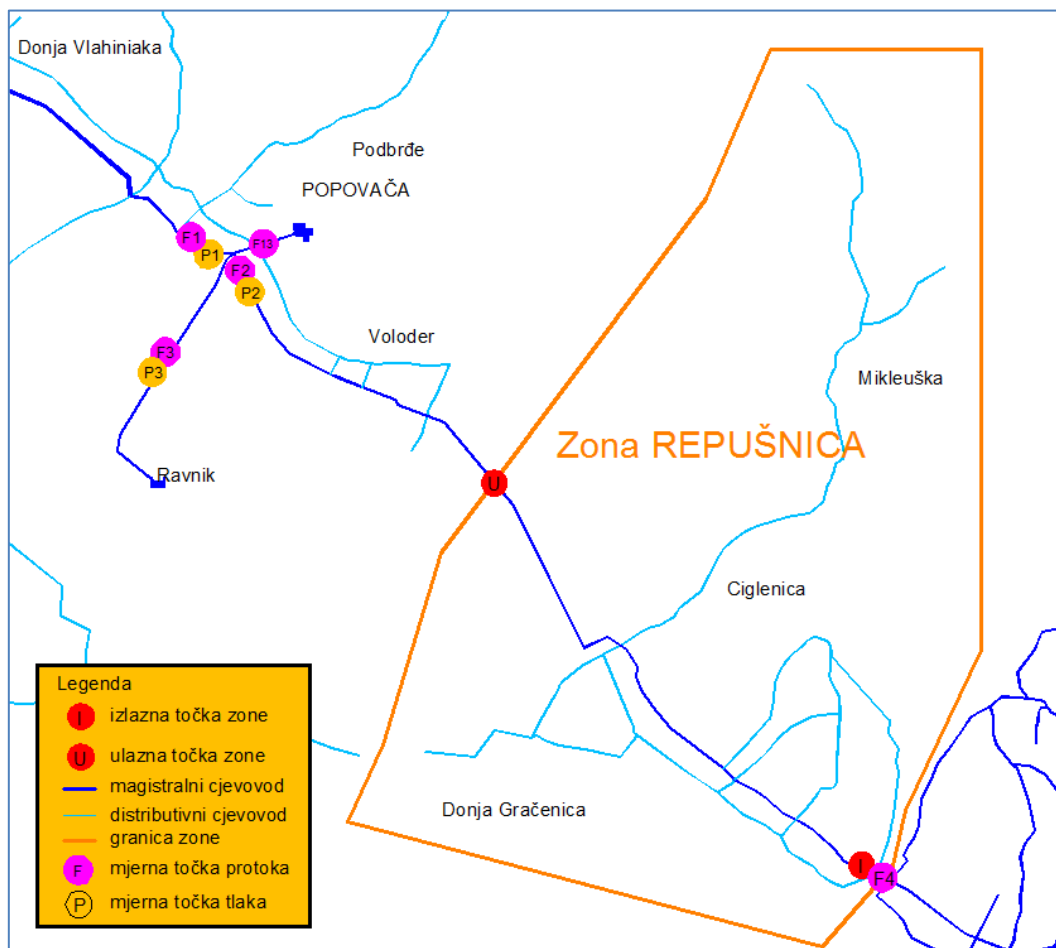 Donja Vlahiniaka
Podbrđe
POPOVAČA
F1
P1
F13
F2
P2
Voloder
F3
P3
Mikleuška
Zona REPUŠNICA
Ravnik
U
Ciglenica
Donja Gračenica
I
F4
Legenda
I izlazna točka zone
U ulazna točka zone
magistralni cjevovod
distributivni cjevovod
granica zone
F mjerna točka protoka
P mjerna točka tlaka